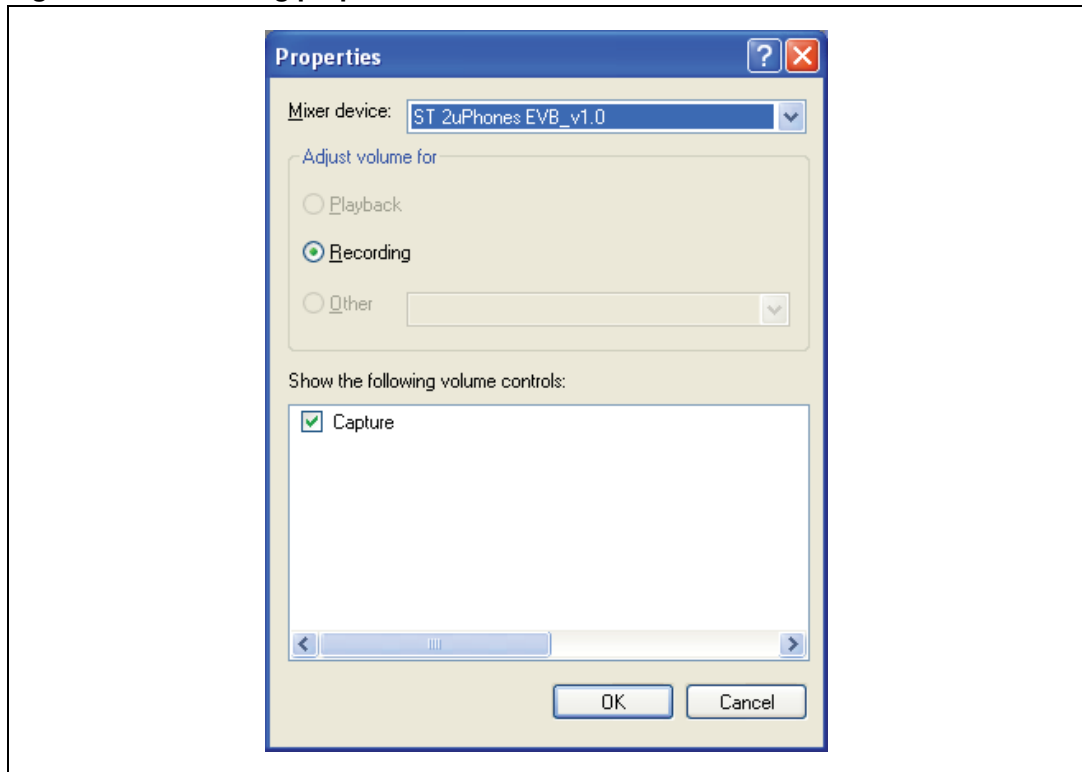 Properties
Mixer device: ST 2uPhones EVB_v1.0
Adjust volume for
Playback
Recording
Other
Show the following volume controls:
Capture
OK Cancel